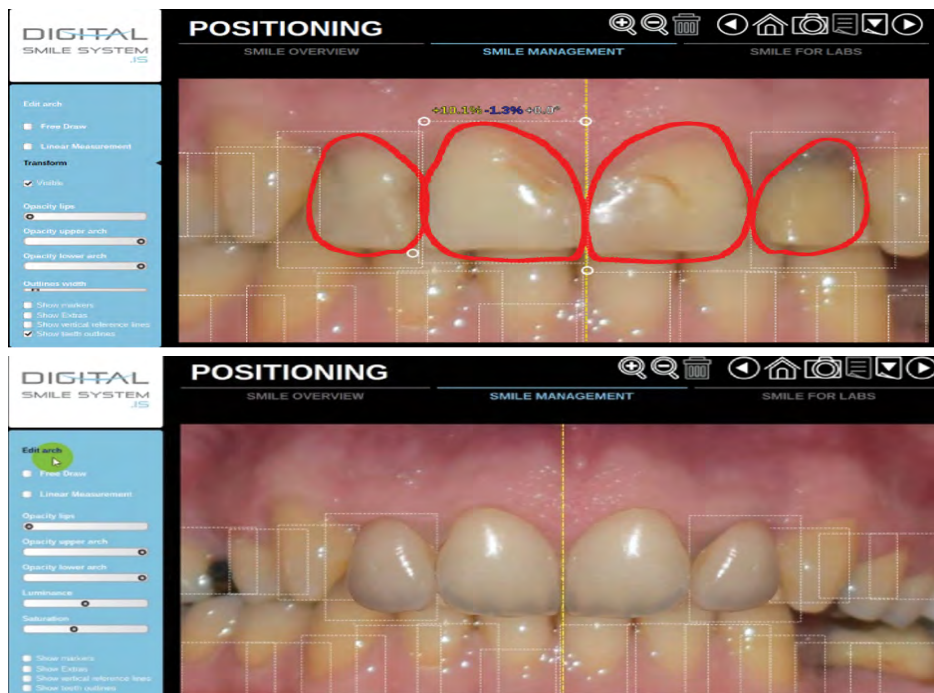 DIGITAL
SMILE SYSTEM
.IS
POSITIONING
SMILE OVERVIEW
SMILE MANAGEMENT
SMILE FOR LABS
Edit arch
Free Draw
Linear Measurement
Transform
Visible
Opacity lips
Opacity upper arch
Opacity lower arch
Outlines width
Show markers
Show Extras
Show vertical reference lines
Show teeth outlines
-1.3%
DIGITAL
SMILE SYSTEM
.IS
POSITIONING
SMILE OVERVIEW
SMILE MANAGEMENT
SMILE FOR LABS
Edit arch
Free Draw
Linear Measurement
Opacity lips
Opacity upper arch
Opacity lower arch
Luminance
Saturation
Show markers
Show Extras
Show vertical reference lines
Show teeth outlines